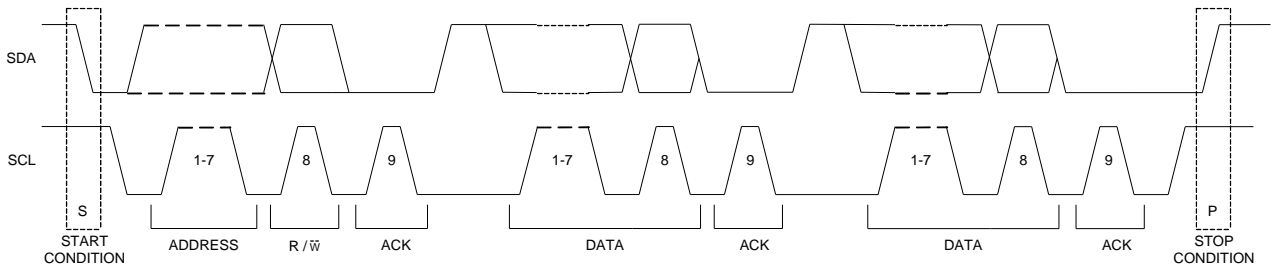 SDA
SCL
1-7
8
9
1-7
8
9
1-7
8
9
S
P
START
CONDITION
ADDRESS
R / W̅
ACK
DATA
ACK
DATA
ACK
STOP
CONDITION